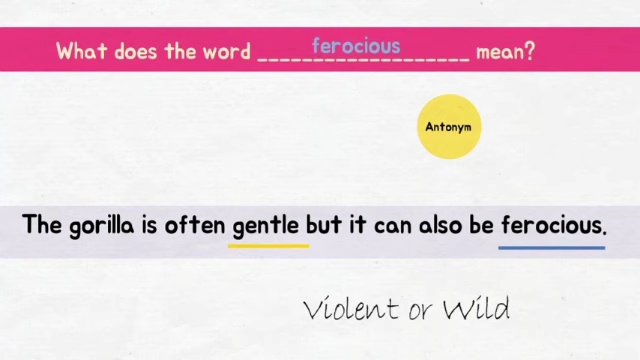 What does the word ferocious mean?
Antonym
The gorilla is often gentle but it can also be ferocious.
Violent or Wild